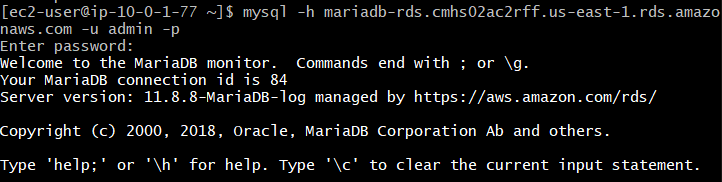 [ec2-user@ip-10-0-1-77 ~]$ mysql -h mariadb-rds.cmhs02ac2rff.us-east-1.rds.amazo
naws.com -u admin -p
Enter password:
Welcome to the MariaDB monitor.  Commands end with ; or \g.
Your MariaDB connection id is 84
Server version: 11.8.8-MariaDB-log managed by https://aws.amazon.com/rds/
Copyright (c) 2000, 2018, Oracle, MariaDB Corporation Ab and others.
Type 'help;' or '\h' for help. Type '\c' to clear the current input statement.